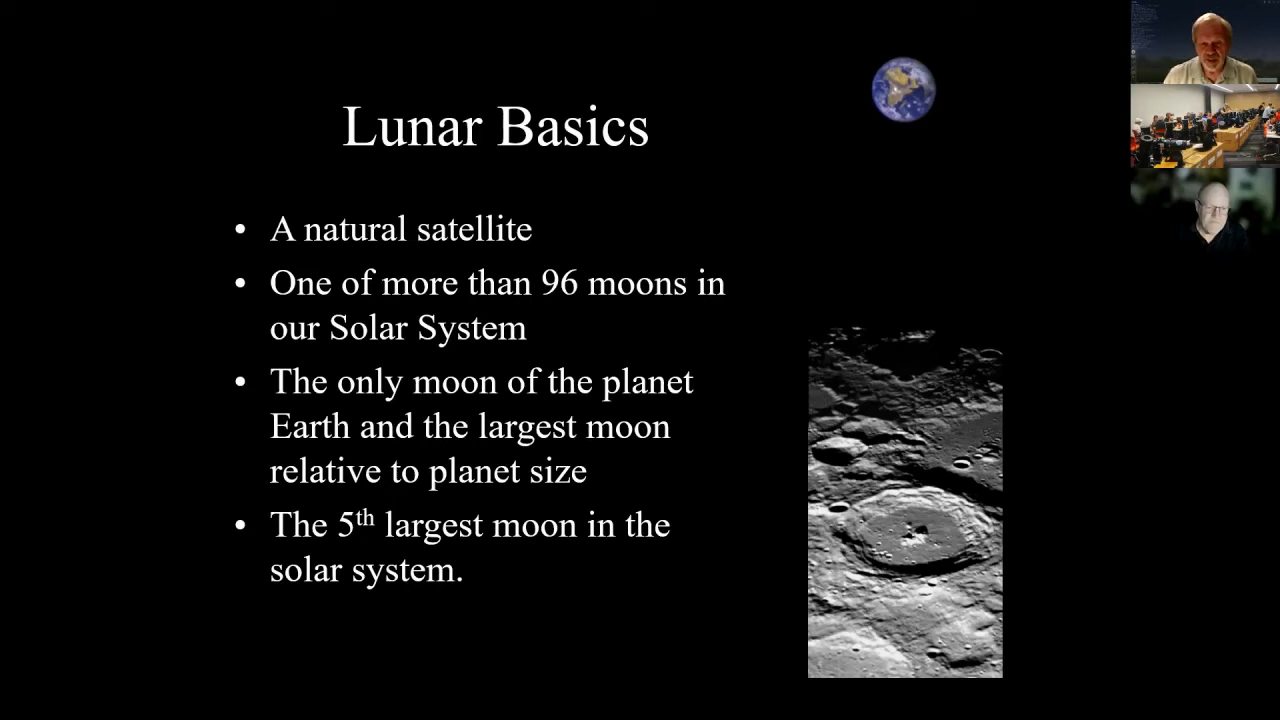 Lunar Basics
• A natural satellite
• One of more than 96 moons in
our Solar System
• The only moon of the planet
Earth and the largest moon
relative to planet size
• The 5th largest moon in the
solar system.